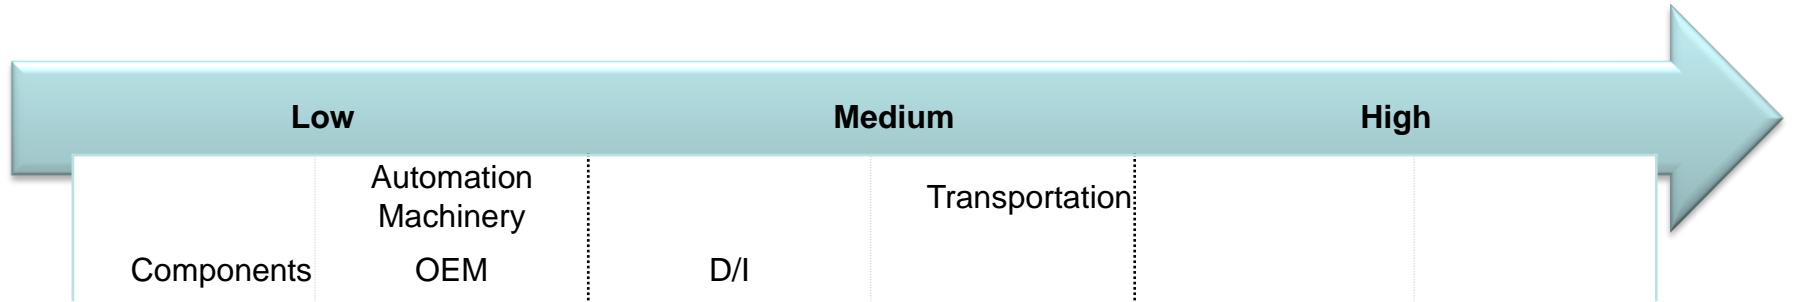 Low Medium High
Automation
Machinery
Transportation
Components OEM D/I